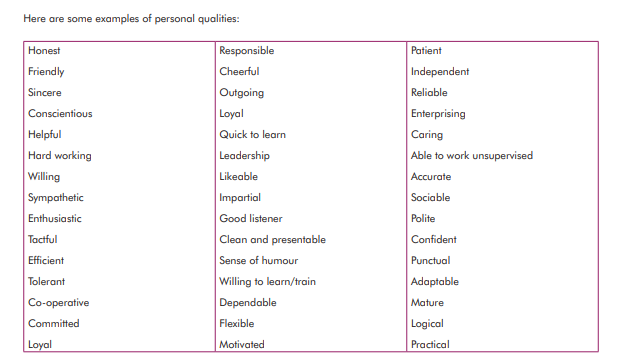 Here are some examples of personal qualities:
Honest Responsible Patient
Friendly Cheerful Independent
Sincere Outgoing Reliable
Conscientious Loyal Enterprising
Helpful Quick to learn Caring
Hard working Leadership Able to work unsupervised
Willing Likeable Accurate
Sympathetic Impartial Sociable
Enthusiastic Good listener Polite
Tactful Clean and presentable Confident
Efficient Sense of humour Punctual
Tolerant Willing to learn/train Adaptable
Co-operative Dependable Mature
Committed Flexible Logical
Loyal Motivated Practical